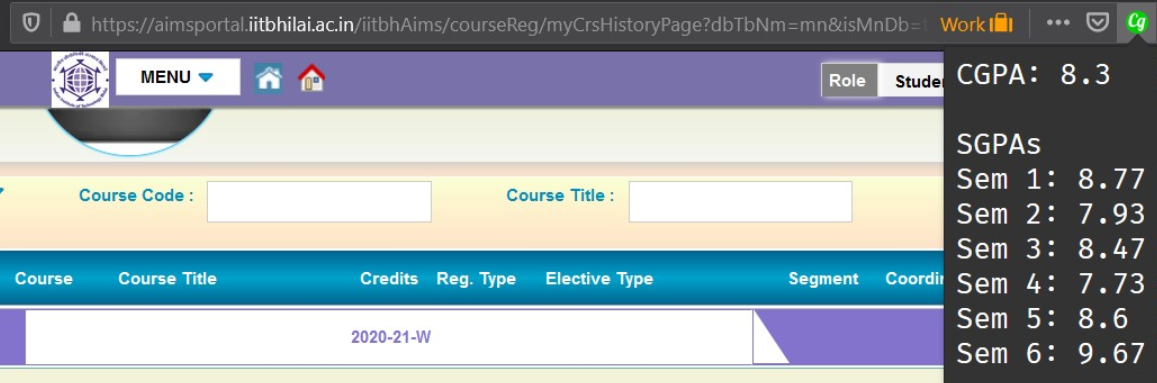 https://aimsportal.iitbhilai.ac.in/iitbhAims/courseReg/myCrsHistoryPage?dbTbNm=mn&isMnDb= Work ... Cg
MENU Role Studen
Course Code : Course Title :
Course Course Title Credits Reg. Type Elective Type Segment Coordin
2020-21-W
CGPA: 8.3
SGPAs
Sem 1: 8.77
Sem 2: 7.93
Sem 3: 8.47
Sem 4: 7.73
Sem 5: 8.6
Sem 6: 9.67